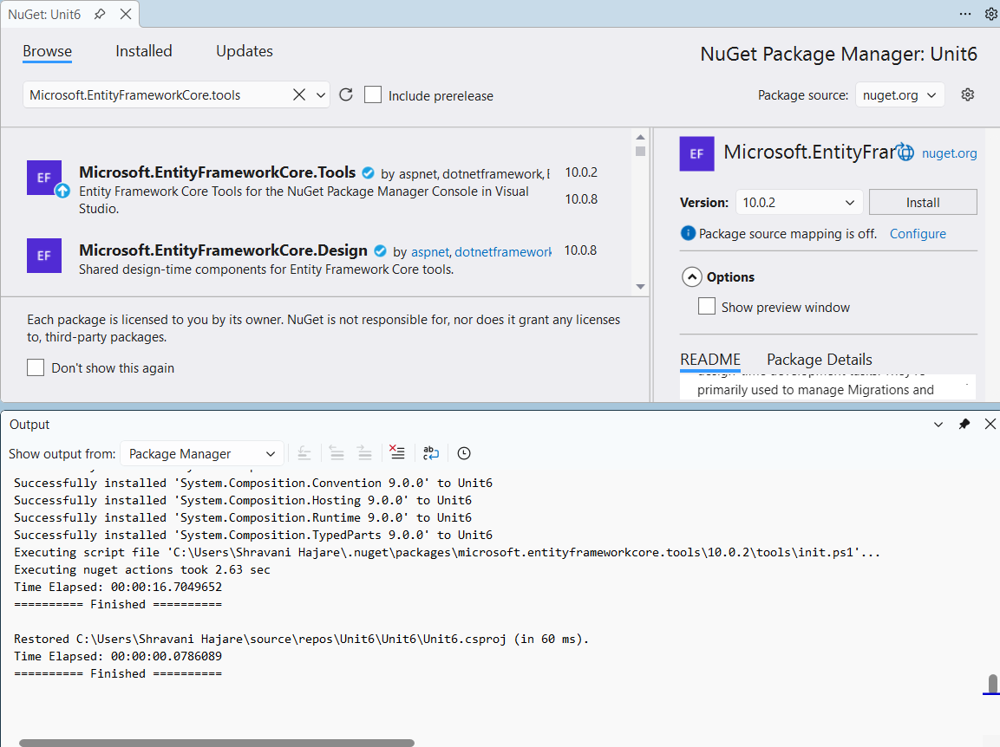 NuGet: Unit6
Browse Installed Updates
NuGet Package Manager: Unit6
Microsoft.EntityFrameworkCore.tools
Include prerelease
Package source: nuget.org
EF
Microsoft.EntityFrameworkCore.Tools by aspnet, dotnetframework, 10.0.2
Entity Framework Core Tools for the NuGet Package Manager Console in Visual
Studio.
10.0.8
EF
Microsoft.EntityFrameworkCore.Design by aspnet, dotnetframework 10.0.8
Shared design-time components for Entity Framework Core tools.
Each package is licensed to you by its owner. NuGet is not responsible for, nor does it grant any licenses
to, third-party packages.
Don't show this again
EF
Microsoft.EntityFrar nuget.org
Version: 10.0.2 Install
Package source mapping is off. Configure
Options
Show preview window
README Package Details
primarily used to manage Migrations and
Output
Show output from: Package Manager
Successfully installed 'System.Composition.Convention 9.0.0' to Unit6
Successfully installed 'System.Composition.Hosting 9.0.0' to Unit6
Successfully installed 'System.Composition.Runtime 9.0.0' to Unit6
Successfully installed 'System.Composition.TypedParts 9.0.0' to Unit6
Executing script file 'C:\Users\Shravani Hajare\.nuget\packages\microsoft.entityframeworkcore.tools\10.0.2\tools\init.ps1'...
Executing nuget actions took 2.63 sec
Time Elapsed: 00:00:16.7049652
========== Finished ==========
Restored C:\Users\Shravani Hajare\source\repos\Unit6\Unit6\Unit6.csproj (in 60 ms).
Time Elapsed: 00:00:00.0786089
========== Finished ==========